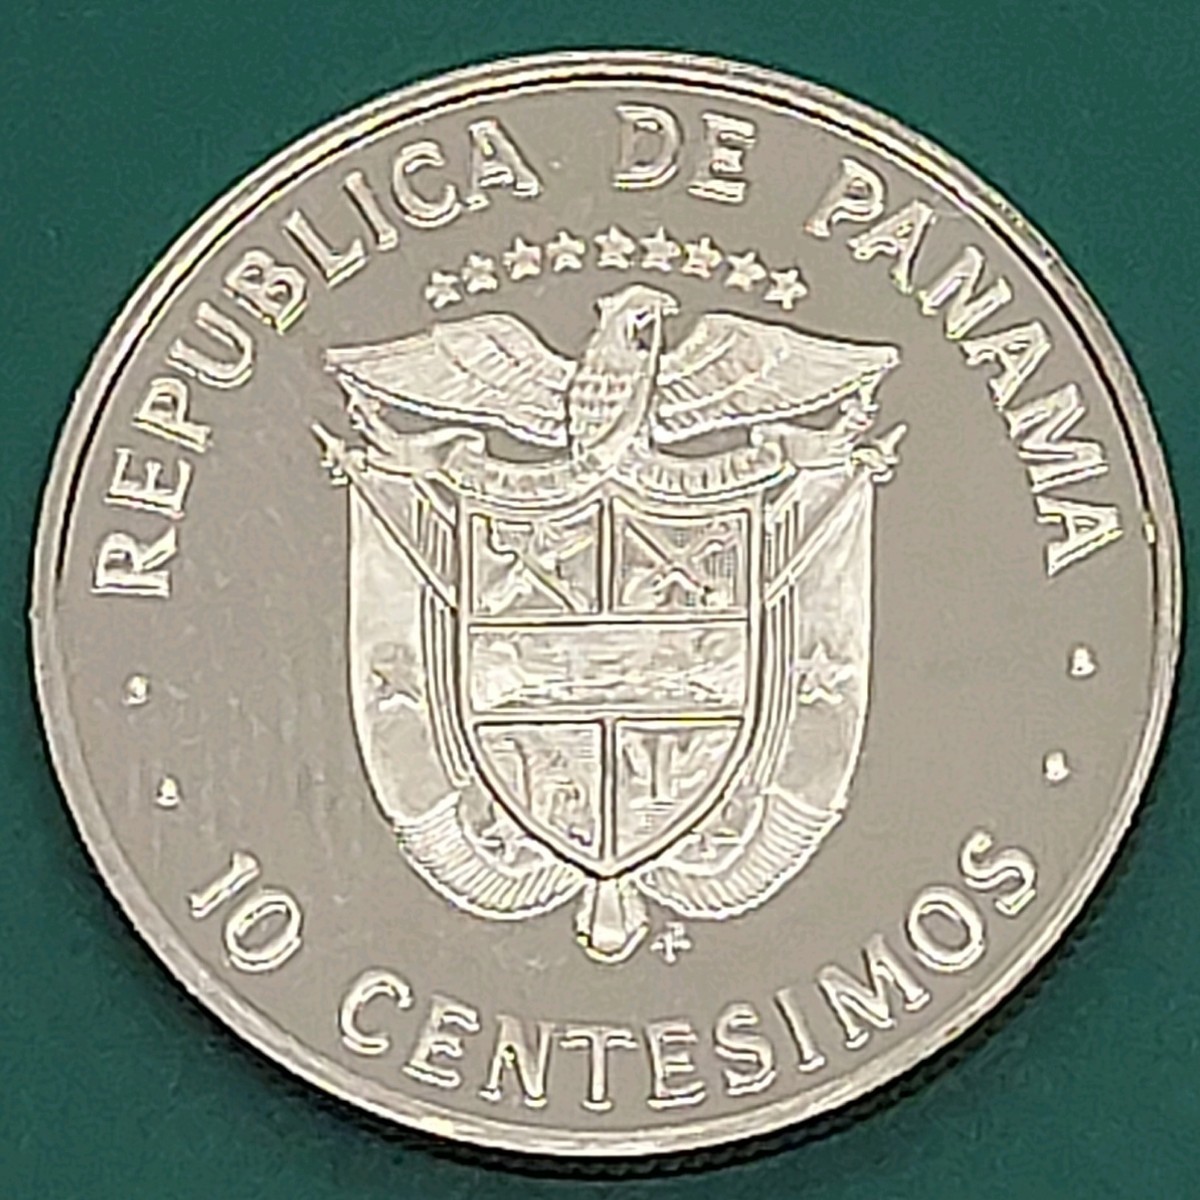 REPUBLICA DE PANAMA
10 CENTESIMOS